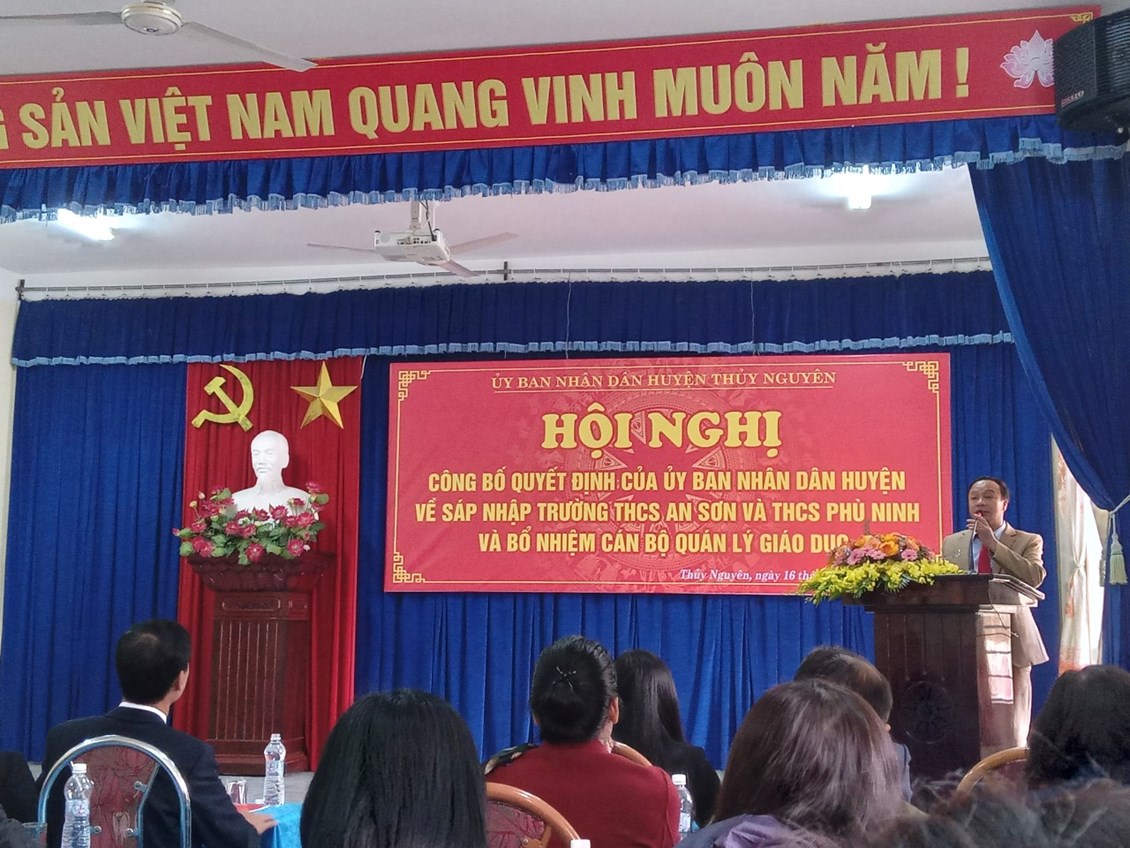 SẢN VIỆT NAM QUANG VINH MUÔN NĂM !
ỦY BAN NHÂN DÂN HUYỆN THỦY NGUYÊN
HỘI NGHỊ
CÔNG BỐ QUYẾT ĐỊNH CỦA ỦY BAN NHÂN DÂN HUYỆN
VỀ SÁP NHẬP TRƯỜNG THCS AN SƠN VÀ THCS PHÙ NINH
VÀ BỔ NHIỆM CÁN BỘ QUẢN LÝ GIÁO DỤC
Thủy Nguyên, ngày 16